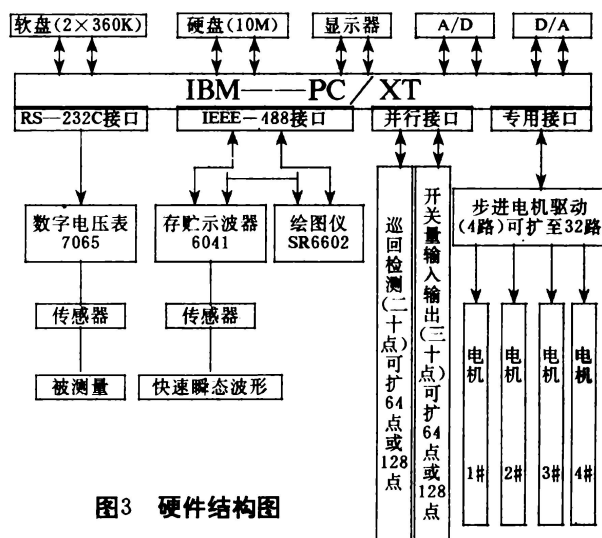 软盘(2×360K)
硬盘(10M)
显示器
A/D
D/A
IBM——PC/XT
RS—232C接口
IEEE-488接口
并行接口
专用接口
数字电压表
7065
存贮示波器
6041
绘图仪
SR6602
巡回检测(二十点)可扩64点或128点
开关量输入输出(三十点)可扩64点或128点
步进电机驱动
(4路)可扩至32路
传感器
传感器
被测量
快速瞬态波形
电机 1#
电机 2#
电机 3#
电机 4#
图3 硬件结构图